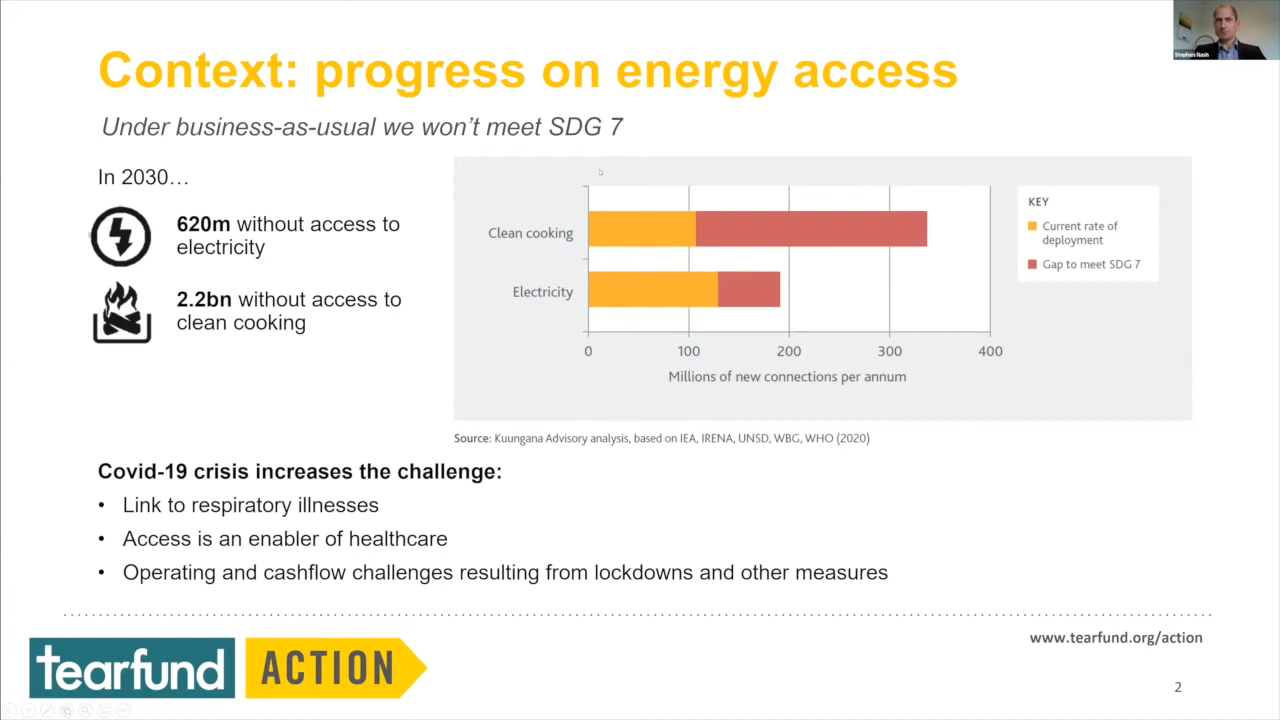 Stephen Nash
Context: progress on energy access
Under business-as-usual we won't meet SDG 7
In 2030…
620m without access to
electricity
2.2bn without access to
clean cooking
Clean cooking
Electricity
0 100 200 300 400
Millions of new connections per annum
KEY
Current rate of
deployment
Gap to meet SDG 7
Source: Kuungana Advisory analysis, based on IEA, IRENA, UNSD, WBG, WHO (2020)
Covid-19 crisis increases the challenge:
• Link to respiratory illnesses
• Access is an enabler of healthcare
• Operating and cashflow challenges resulting from lockdowns and other measures
www.tearfund.org/action
tearfund ACTION
2